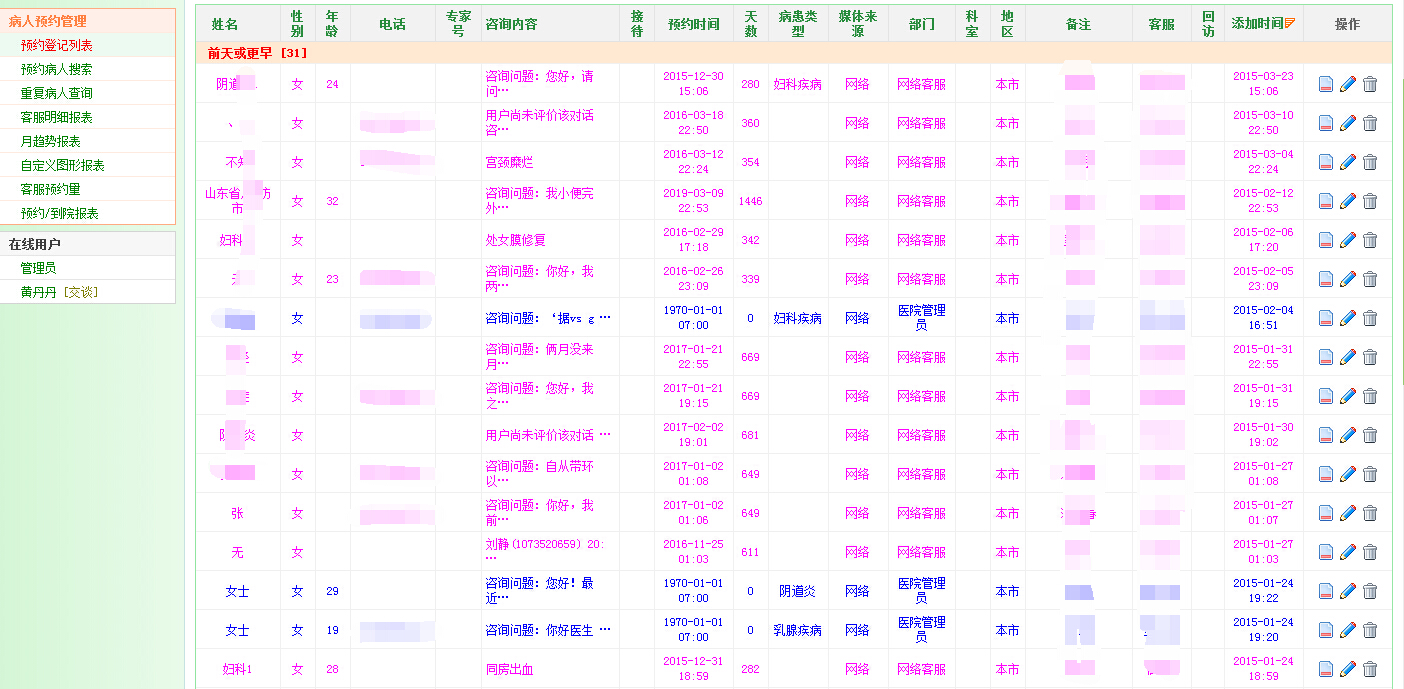 病人预约管理
预约登记列表
预约病人搜索
重复病人查询
客服明细报表
月趋势报表
自定义图形报表
客服预约量
预约/到院报表
在线用户
管理员
黄丹丹 [交谈]
姓名 性别 年龄 电话 专家号 咨询内容 接待 预约时间 天数 病患类型 媒体来源 部门 科室 地区 备注 客服 回访 添加时间 操作
前天或更早 [31]
阴道 女 24 咨询问题: 您好, 请问… 2015-12-30 15:06 280 妇科疾病 网络 网络客服 本市 2015-03-23 15:06
、 女 用户尚未评价该对话 咨… 2016-03-18 22:50 360 网络 网络客服 本市 2015-03-10 22:50
不知 女 宫颈糜烂 2016-03-12 22:24 354 网络 网络客服 本市 2015-03-04 22:24
山东省 市 女 32 咨询问题: 我小便完外… 2019-03-09 22:53 1446 网络 网络客服 本市 2015-02-12 22:53
妇科 女 处女膜修复 2016-02-29 17:18 342 网络 网络客服 本市 2015-02-06 17:20
女 23 咨询问题: 你好, 我两… 2016-02-26 23:09 339 网络 网络客服 本市 2015-02-05 23:09
女 咨询问题: ‘据vs g … 1970-01-01 07:00 0 妇科疾病 网络 医院管理员 本市 2015-02-04 16:51
女 咨询问题: 俩月没来月… 2017-01-21 22:55 669 网络 网络客服 本市 2015-01-31 22:55
女 咨询问题: 您好, 我之… 2017-01-21 19:15 669 网络 网络客服 本市 2015-01-31 19:15
炎 女 用户尚未评价该对话 … 2017-02-02 19:01 681 网络 网络客服 本市 2015-01-30 19:02
女 咨询问题: 自从带环以… 2017-01-02 01:08 649 网络 网络客服 本市 2015-01-27 01:08
张 女 咨询问题: 你好, 我前… 2017-01-02 01:06 649 网络 网络客服 本市 2015-01-27 01:07
无 女 刘静(1073520659) 20:… 2016-11-25 01:03 611 网络 网络客服 本市 2015-01-27 01:03
女士 女 29 咨询问题: 您好! 最近… 1970-01-01 07:00 0 阴道炎 网络 医院管理员 本市 2015-01-24 19:22
女士 女 19 咨询问题: 你好医生 … 1970-01-01 07:00 0 乳腺疾病 网络 医院管理员 本市 2015-01-24 19:20
妇科1 女 28 同房出血 2015-12-31 18:59 282 网络 网络客服 本市 2015-01-24 18:59